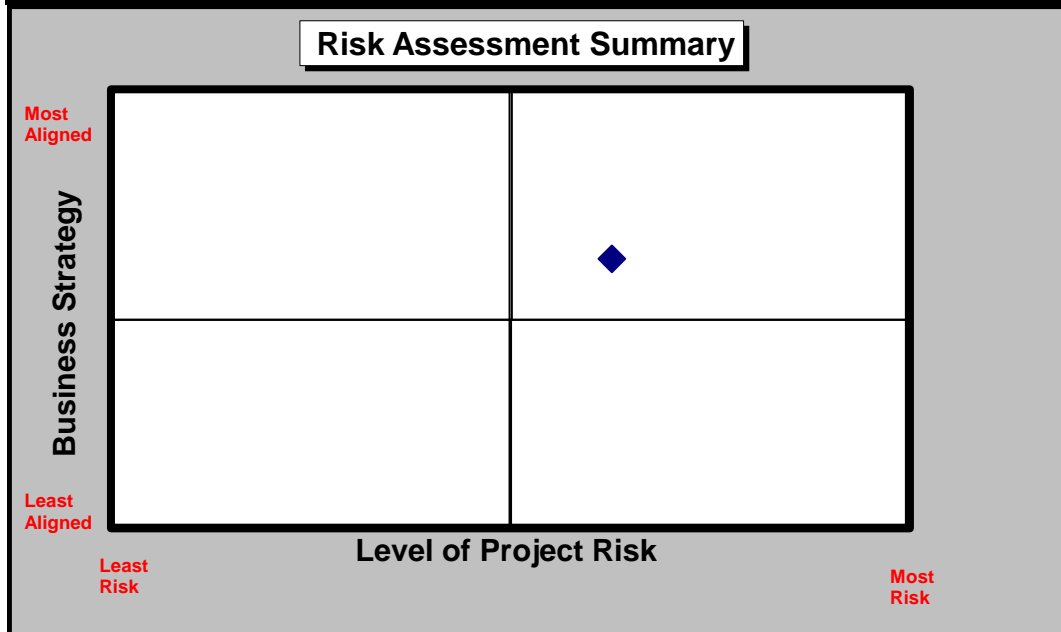 Risk Assessment Summary
Most
Aligned
Business Strategy
Least
Aligned
Level of Project Risk
Least
Risk
Most
Risk